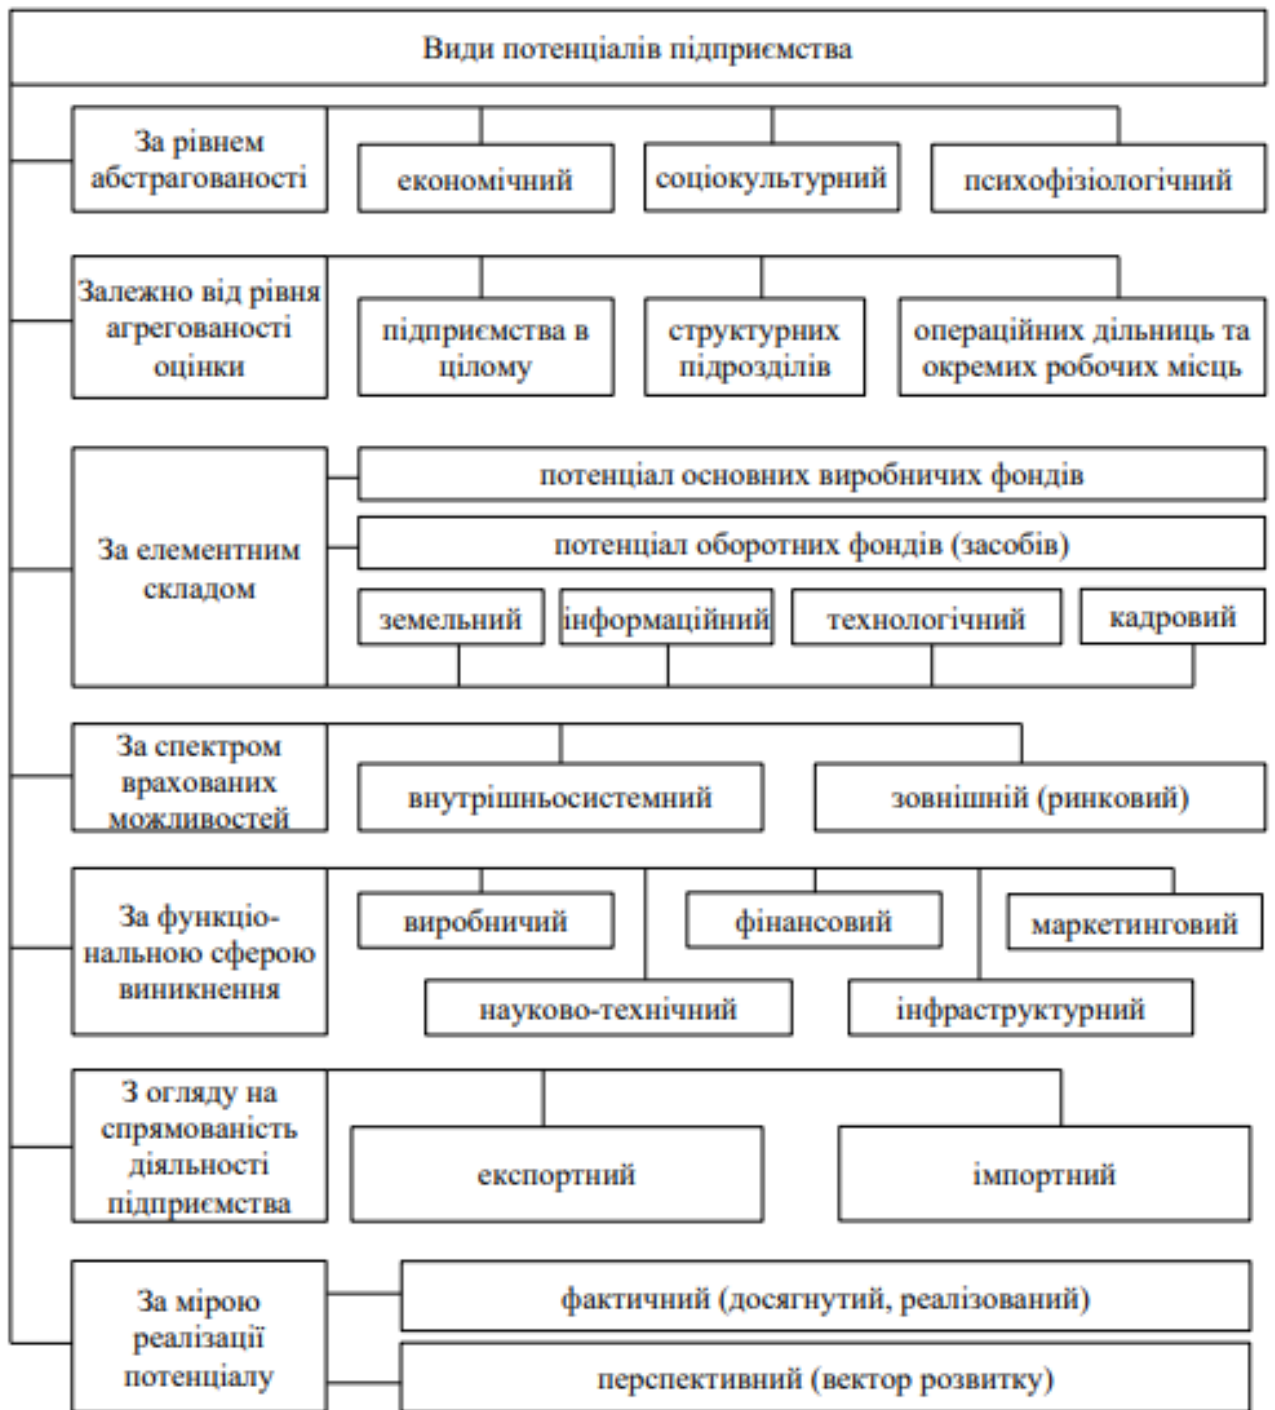 Види потенціалів підприємства
За рівнем
абстрагованості
економічний
соціокультурний
психофізіологічний
Залежно від рівня
агрегованості
оцінки
підприємства в
цілому
структурних
підрозділів
операційних дільниць та
окремих робочих місць
За елементним
складом
потенціал основних виробничих фондів
потенціал оборотних фондів (засобів)
земельний
інформаційний
технологічний
кадровий
За спектром
врахованих
можливостей
внутрішньосистемний
зовнішній (ринковий)
За функціо-
нальною сферою
виникнення
виробничий
фінансовий
маркетинговий
науково-технічний
інфраструктурний
З огляду на
спрямованість
діяльності
підприємства
експортний
імпортний
За мірою
реалізації
потенціалу
фактичний (досягнутий, реалізований)
перспективний (вектор розвитку)